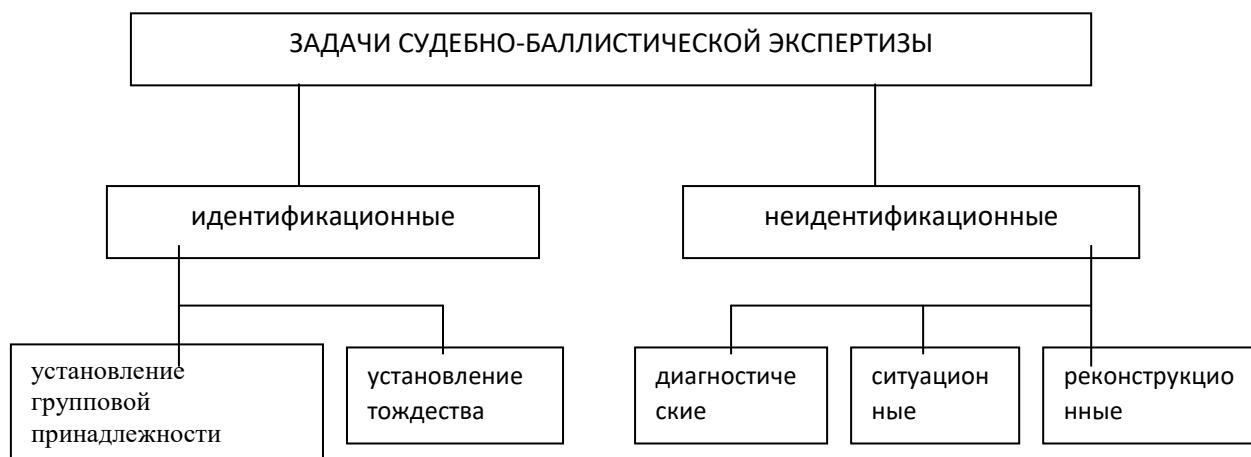 ЗАДАЧИ СУДЕБНО-БАЛЛИСТИЧЕСКОЙ ЭКСПЕРТИЗЫ
идентификационные
неидентификационные
установление
групповой
принадлежности
установление
тождества
диагностиче
ские
ситуацион
ные
реконструкцио
нные